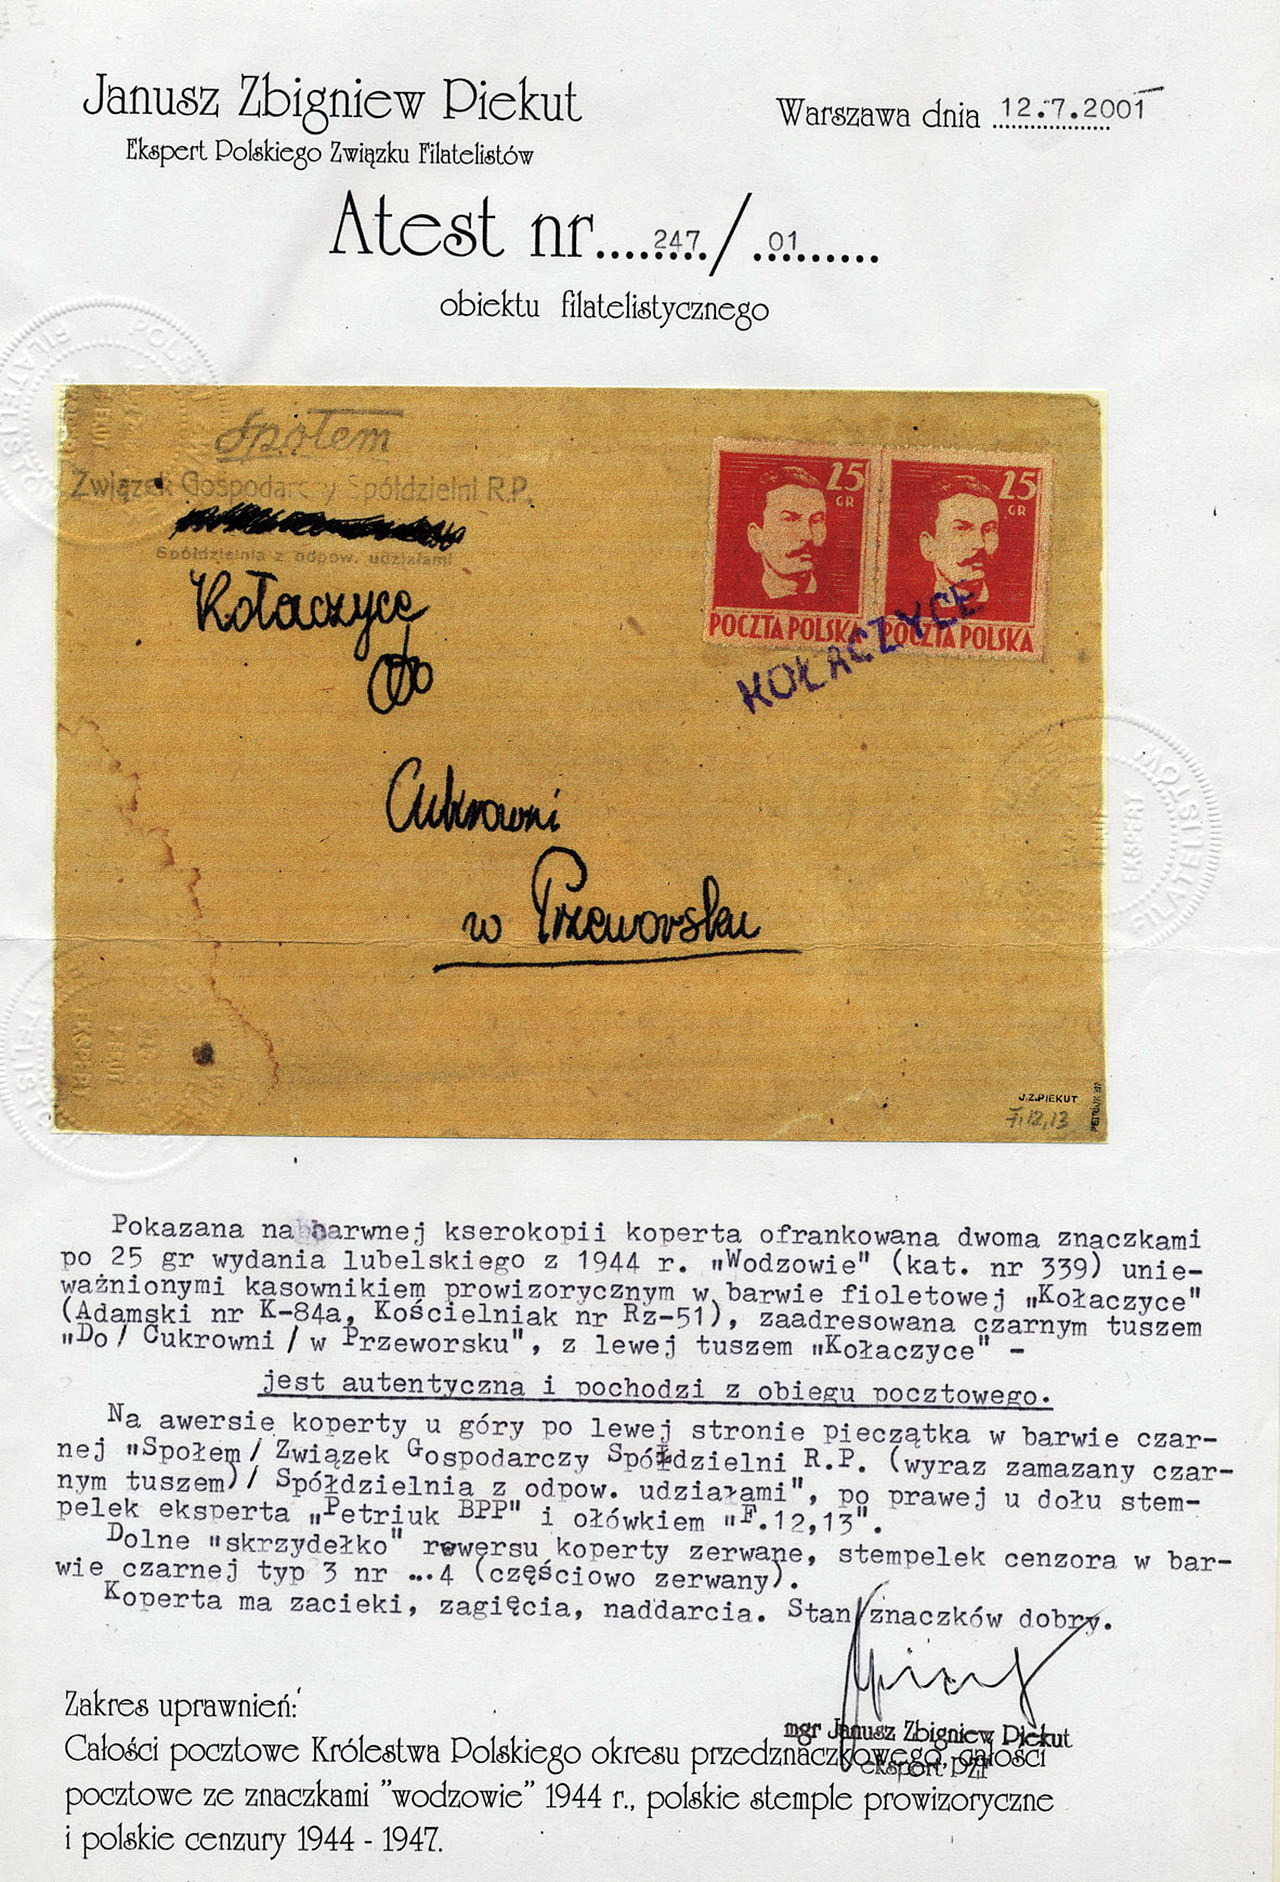 Janusz Zbigniew Piekut
Ekspert Polskiego Związku Filatelistów
Warszawa dnia 12.7.2001
Atest nr....247./.01.......
obiektu filatelistycznego
Społem
Związek Gospodarczy Spółdzielni R.P.
Spółdzielnia z odpow. udziałami
Kołaczyce
Do
25
GR
POCZTA POLSKA
25
GR
POCZTA POLSKA
KOŁACZYCE
Cukrowni
w Przeworsku
J.Z.PIEKUT
F.12,13
Pokazana na barwnej kserokopii koperta ofrankowana dwoma znaczkami
po 25 gr wydania lubelskiego z 1944 r. „Wodzowie" (kat. nr 339) unie-
ważnionymi kasownikiem prowizorycznym w barwie fioletowej „Kołaczyce"
(Adamski nr K-84a, Kościelniak nr Rz-51), zaadresowana czarnym tuszem
„Do / Cukrowni / w Przeworsku", z lewej tuszem „Kołaczyce" -
jest autentyczna i pochodzi z obiegu pocztowego.
Na awersie koperty u góry po lewej stronie pieczątka w barwie czar-
nej „Społem / Związek Gospodarczy Spółdzielni R.P. (wyraz zamazany czar-
nym tuszem) / Spółdzielnia z odpow. udziałami", po prawej u dołu stem-
pelek eksperta „Petriuk BPP" i ołówkiem „F.12,13".
Dolne „skrzydełko" rewersu koperty zerwane, stempelek cenzora w bar-
wie czarnej typ 3 nr ...4 (częściowo zerwany).
Koperta ma zacieki, zagięcia, naddarcia. Stan znaczków dobry.
mgr Janusz Zbigniew Piekut
ekspert PZF
Zakres uprawnień:
Całości pocztowe Królestwa Polskiego okresu przedznaczkowego, całości
pocztowe ze znaczkami "wodzowie" 1944 r., polskie stemple prowizoryczne
i polskie cenzury 1944 - 1947.